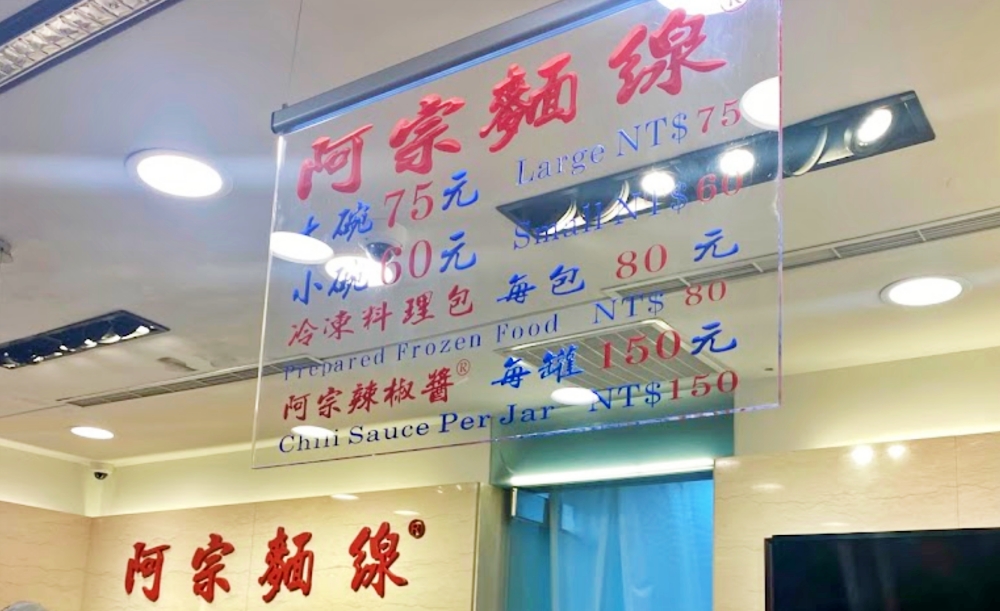 阿宗麵線®
大碗75元 Large NT$75
小碗60元 Small NT$60
冷凍料理包 每包 80 元
Prepared Frozen Food NT$ 80
阿宗辣椒醬® 每罐 150元
Chili Sauce Per Jar NT$150
阿宗麵線®